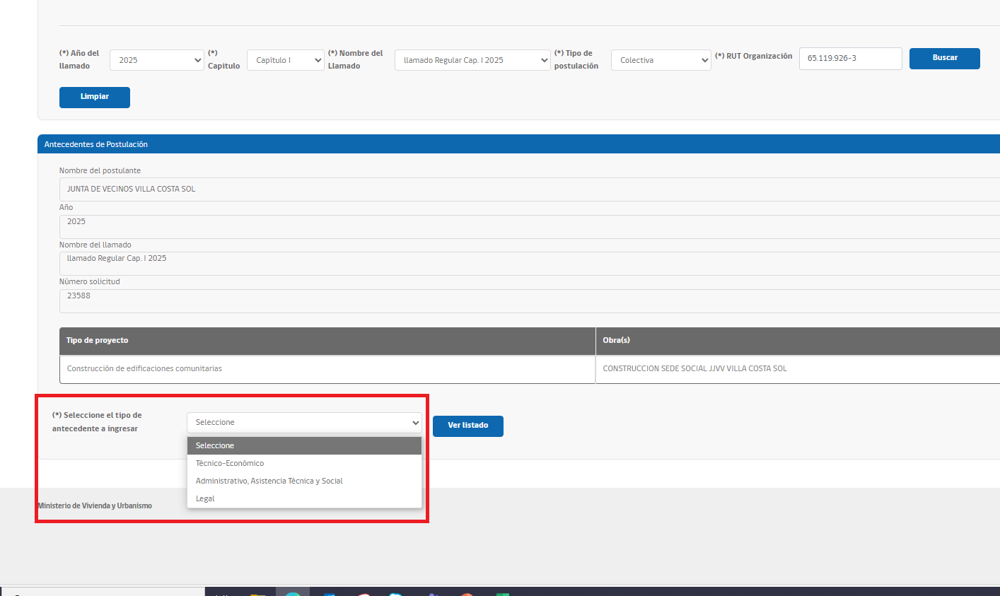 (*) Año del llamado
2025
(*) Capitulo
Capítulo I
(*) Nombre del Llamado
llamado Regular Cap. I 2025
(*) Tipo de postulación
Colectiva
(*) RUT Organización
65.119.926-3
Buscar
Limpiar
Antecedentes de Postulación
Nombre del postulante
JUNTA DE VECINOS VILLA COSTA SOL
Año
2025
Nombre del llamado
llamado Regular Cap. I 2025
Número solicitud
23588
Tipo de proyecto
Obra(s)
Construcción de edificaciones comunitarias
CONSTRUCCION SEDE SOCIAL JJVV VILLA COSTA SOL
(*) Seleccione el tipo de
antecedente a ingresar
Seleccione
Ver listado
Seleccione
Técnico-Económico
Administrativo, Asistencia Técnica y Social
Legal
Ministerio de Vivienda y Urbanismo